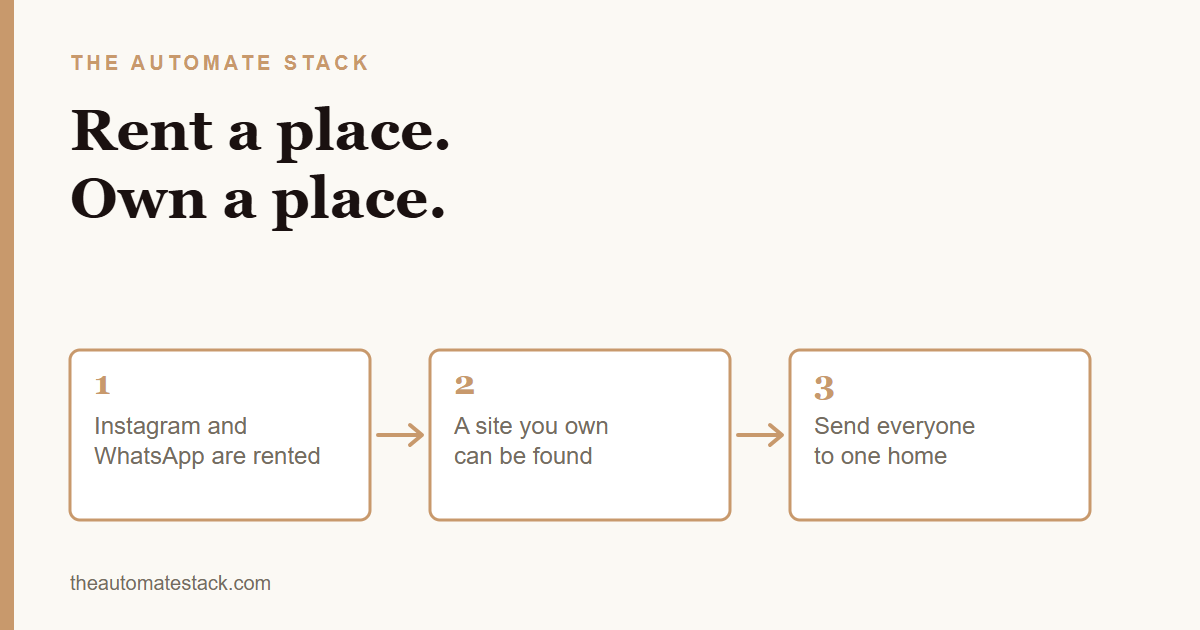 THE AUTOMATE STACK
Rent a place.
Own a place.
1
Instagram and
WhatsApp are rented
2
A site you own
can be found
3
Send everyone
to one home
theautomatestack.com